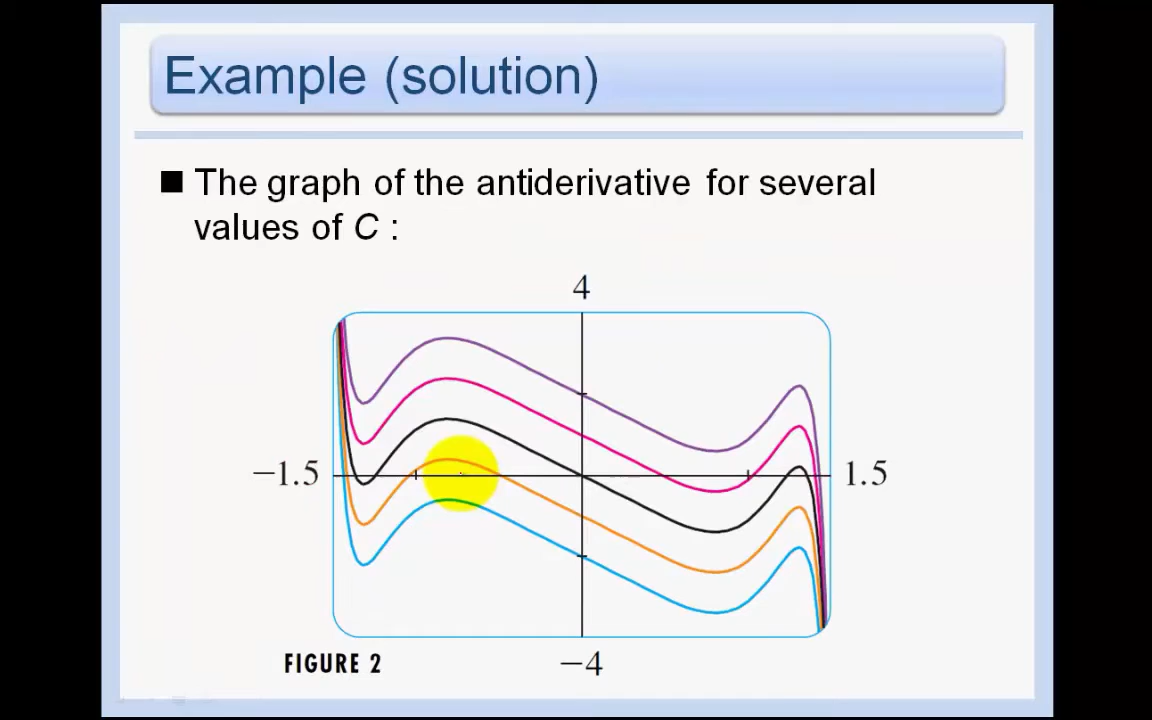 Example (solution)
The graph of the antiderivative for several
values of C :
4
−1.5
1.5
FIGURE 2
−4